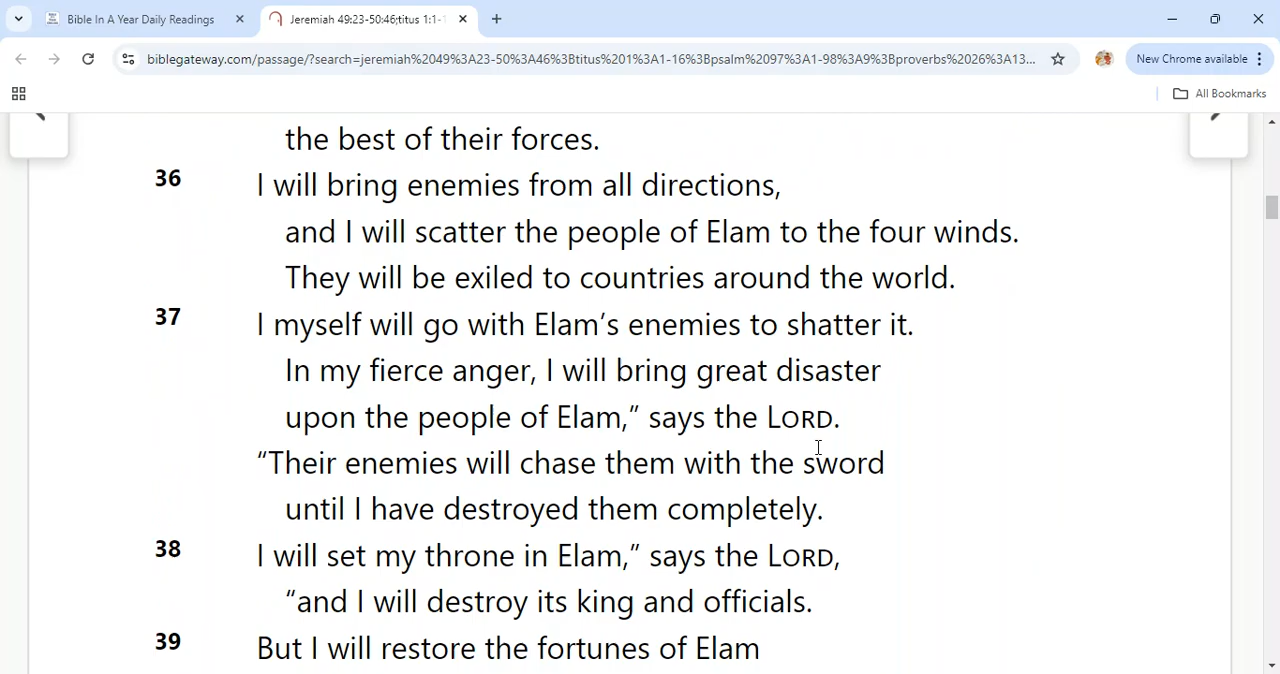 Bible In A Year Daily Readings
Jeremiah 49:23-50:46;titus 1:1-1
New Chrome available
biblegateway.com/passage/?search=jeremiah%2049%3A23-50%3A46%3Btitus%201%3A1-16%3Bpsalm%2097%3A1-98%3A9%3Bproverbs%2026%3A13...
All Bookmarks
the best of their forces.
36 I will bring enemies from all directions,
and I will scatter the people of Elam to the four winds.
They will be exiled to countries around the world.
37 I myself will go with Elam’s enemies to shatter it.
In my fierce anger, I will bring great disaster
upon the people of Elam,” says the LORD.
“Their enemies will chase them with the sword
until I have destroyed them completely.
38 I will set my throne in Elam,” says the LORD,
“and I will destroy its king and officials.
39 But I will restore the fortunes of Elam